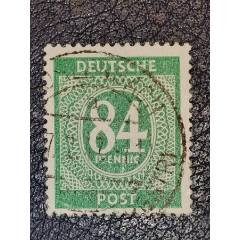 DEUTSCHE
84
PFENNIG
POST